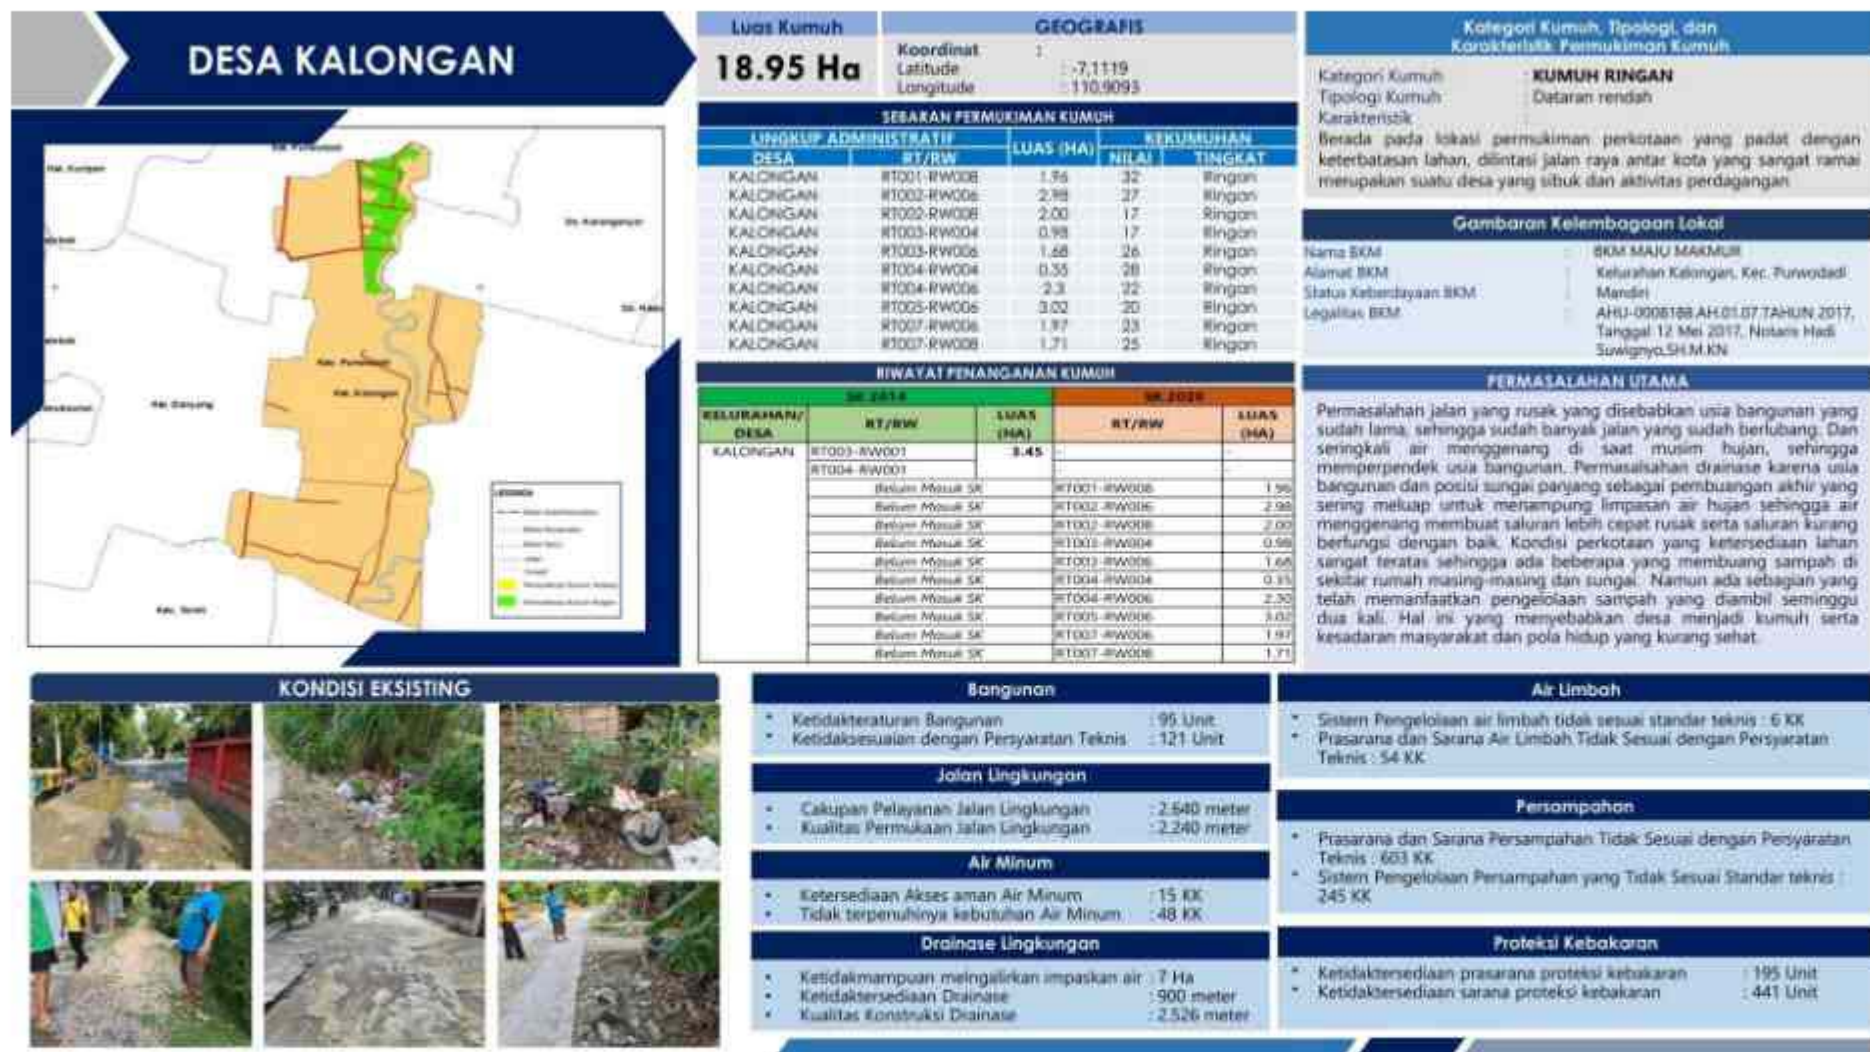 DESA KALONGAN
Luas Kumuh
18.95 Ha
GEOGRAFIS
Koordinat :
Latitude : -7,1119
Longitude : 110,9093
SEBARAN PERMUKIMAN KUMUH
LINGKUP ADMINISTRATIF LUAS (HA) KEKUMUHAN
DESA RT/RW NILAI TINGKAT
KALONGAN RT001-RW008 1.96 32 Ringan
KALONGAN RT002-RW006 2.98 27 Ringan
KALONGAN RT002-RW008 2.00 17 Ringan
KALONGAN RT003-RW004 0.98 17 Ringan
KALONGAN RT003-RW006 1.68 26 Ringan
KALONGAN RT004-RW004 0.35 28 Ringan
KALONGAN RT004-RW006 2.3 22 Ringan
KALONGAN RT005-RW006 3.02 20 Ringan
KALONGAN RT007-RW006 1.97 23 Ringan
KALONGAN RT007-RW008 1.71 25 Ringan
RIWAYAT PENANGANAN KUMUH
SK 2014 SK 2020
KELURAHAN/ DESA RT/RW LUAS (HA) RT/RW LUAS (HA)
KALONGAN RT003-RW001 3.45 - -
RT004-RW001 -
Belum Masuk SK RT001-RW008 1.96
Belum Masuk SK RT002-RW006 2.98
Belum Masuk SK RT002-RW008 2.00
Belum Masuk SK RT003-RW004 0.98
Belum Masuk SK RT003-RW006 1.68
Belum Masuk SK RT004-RW004 0.35
Belum Masuk SK RT004-RW006 2.30
Belum Masuk SK RT005-RW006 3.02
Belum Masuk SK RT007-RW006 1.97
Belum Masuk SK RT007-RW008 1.71
Kategori Kumuh, Tipologi, dan
Karakteristik Permukiman Kumuh
Kategori Kumuh : KUMUH RINGAN
Tipologi Kumuh : Dataran rendah
Karakteristik :
Berada pada lokasi permukiman perkotaan yang padat dengan
keterbatasan lahan, dilintasi jalan raya antar kota yang sangat ramai
merupakan suatu desa yang sibuk dan aktivitas perdagangan
Gambaran Kelembagaan Lokal
Nama BKM : BKM MAJU MAKMUR
Alamat BKM : Kelurahan Kalongan, Kec. Purwodadi
Status Keberdayaan BKM : Mandiri
Legalitas BKM : AHU-0008188.AH.01.07.TAHUN 2017,
Tanggal 12 Mei 2017, Notaris Hadi
Suwignyo,SH.M.KN
PERMASALAHAN UTAMA
Permasalahan jalan yang rusak yang disebabkan usia bangunan yang
sudah lama, sehingga sudah banyak jalan yang sudah berlubang. Dan
seringkali air menggenang di saat musim hujan, sehingga
memperpendek usia bangunan. Permasalsahan drainase karena usia
bangunan dan posisi sungai panjang sebagai pembuangan akhir yang
sering meluap untuk menampung limpasan air hujan sehingga air
menggenang membuat saluran lebih cepat rusak serta saluran kurang
berfungsi dengan baik. Kondisi perkotaan yang ketersediaan lahan
sangat teratas sehingga ada beberapa yang membuang sampah di
sekitar rumah masing-masing dan sungai. Namun ada sebagian yang
telah memanfaatkan pengelolaan sampah yang diambil seminggu
dua kali. Hal ini yang menyebabkan desa menjadi kumuh serta
kesadaran masyarakat dan pola hidup yang kurang sehat.
Kel. Kuripan
Ds. Karanganyar
Kel. Danyang
Kel. Kalongan
LEGENDA
KONDISI EKSISTING
Bangunan
* Ketidakteraturan Bangunan : 95 Unit
* Ketidaksesuaian dengan Persyaratan Teknis : 121 Unit
Jalan Lingkungan
• Cakupan Pelayanan Jalan Lingkungan : 2.640 meter
• Kualitas Permukaan Jalan Lingkungan : 2.240 meter
Air Minum
• Ketersediaan Akses aman Air Minum : 15 KK
• Tidak terpenuhinya kebutuhan Air Minum : 48 KK
Drainase Lingkungan
• Ketidakmampuan melngalirkan impaskan air : 7 Ha
• Ketidaktersediaan Drainase : 900 meter
• Kualitas Konstruksi Drainase : 2.526 meter
Air Limbah
* Sistem Pengelolaan air limbah tidak sesuai standar teknis : 6 KK
* Prasarana dan Sarana Air Limbah Tidak Sesuai dengan Persyaratan
Teknis : 54 KK
Persampahan
* Prasarana dan Sarana Persampahan Tidak Sesuai dengan Persyaratan
Teknis : 603 KK
* Sistem Pengelolaan Persampahan yang Tidak Sesuai Standar teknis :
245 KK
Proteksi Kebakaran
* Ketidaktersediaan prasarana proteksi kebakaran : 195 Unit
* Ketidaktersediaan sarana proteksi kebakaran : 441 Unit